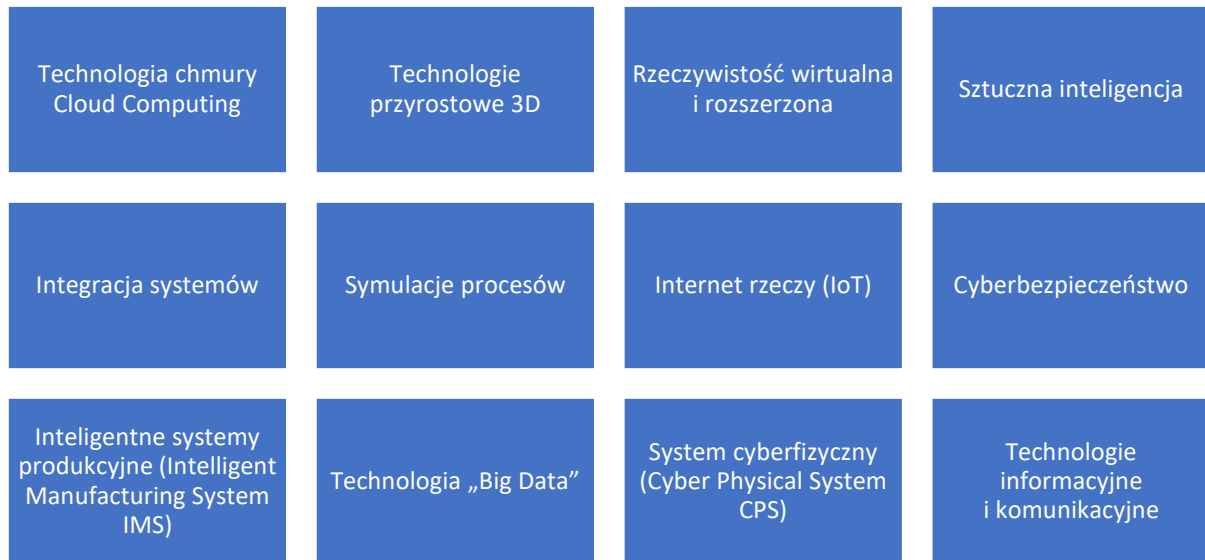 Technologia chmury
Cloud Computing
Technologie
przyrostowe 3D
Rzeczywistość wirtualna
i rozszerzona
Sztuczna inteligencja
Integracja systemów
Symulacje procesów
Internet rzeczy (IoT)
Cyberbezpieczeństwo
Inteligentne systemy
produkcyjne (Intelligent
Manufacturing System
IMS)
Technologia „Big Data”
System cyberfizyczny
(Cyber Physical System
CPS)
Technologie
informacyjne
i komunikacyjne